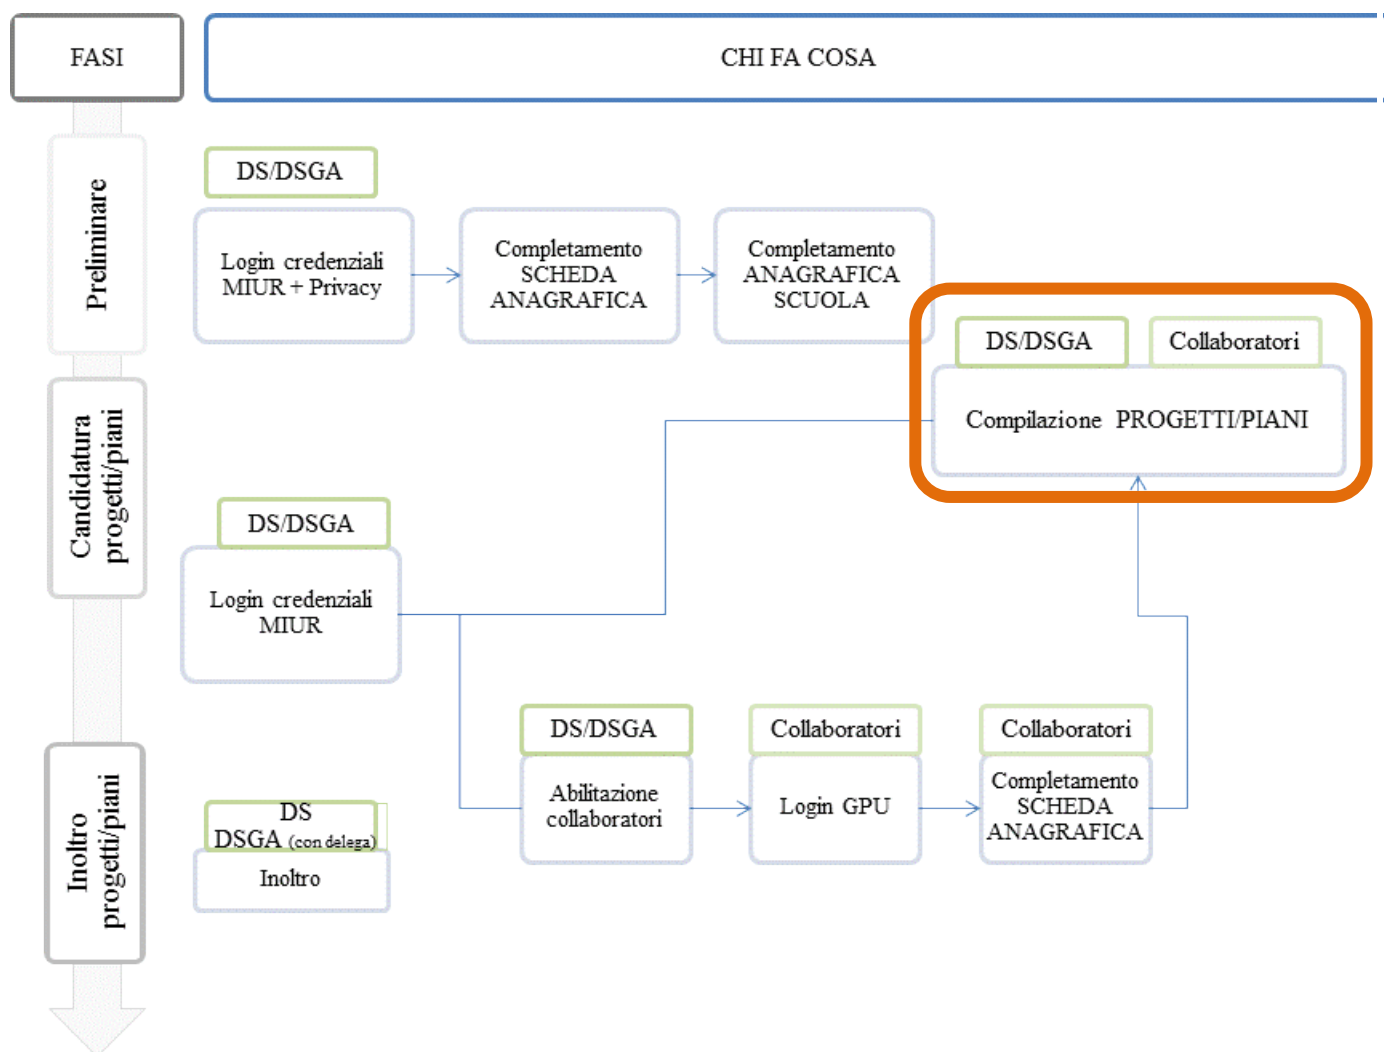 FASI
CHI FA COSA
Preliminare
DS/DSGA
Login credenziali
MIUR + Privacy
Completamento
SCHEDA
ANAGRAFICA
Completamento
ANAGRAFICA
SCUOLA
DS/DSGA
Collaboratori
Compilazione PROGETTI/PIANI
Candidatura
progetti/piani
DS/DSGA
Login credenziali
MIUR
DS/DSGA
Abilitazione
collaboratori
Collaboratori
Login GPU
Collaboratori
Completamento
SCHEDA
ANAGRAFICA
Inoltro
progetti/piani
DS
DSGA (con delega)
Inoltro